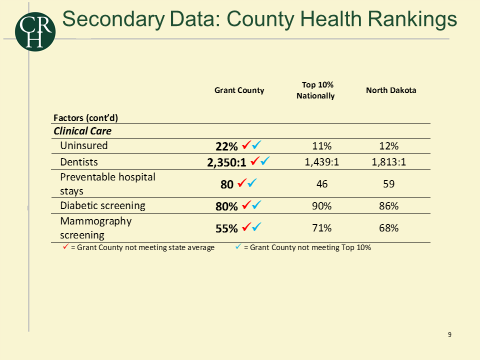 CR
H
Secondary Data: County Health Rankings
Grant County
Top 10%
Nationally
North Dakota
Factors (cont’d)
Clinical Care
Uninsured 22% ✓✓ 11% 12%
Dentists 2,350:1 ✓✓ 1,439:1 1,813:1
Preventable hospital
stays 80 ✓✓ 46 59
Diabetic screening 80% ✓✓ 90% 86%
Mammography
screening 55% ✓✓ 71% 68%
✓ = Grant County not meeting state average ✓ = Grant County not meeting Top 10%
9